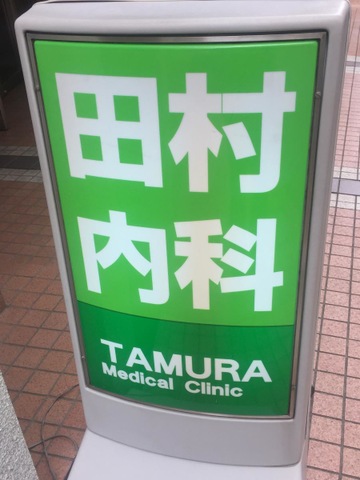 田村
内科
TAMURA
Medical Clinic